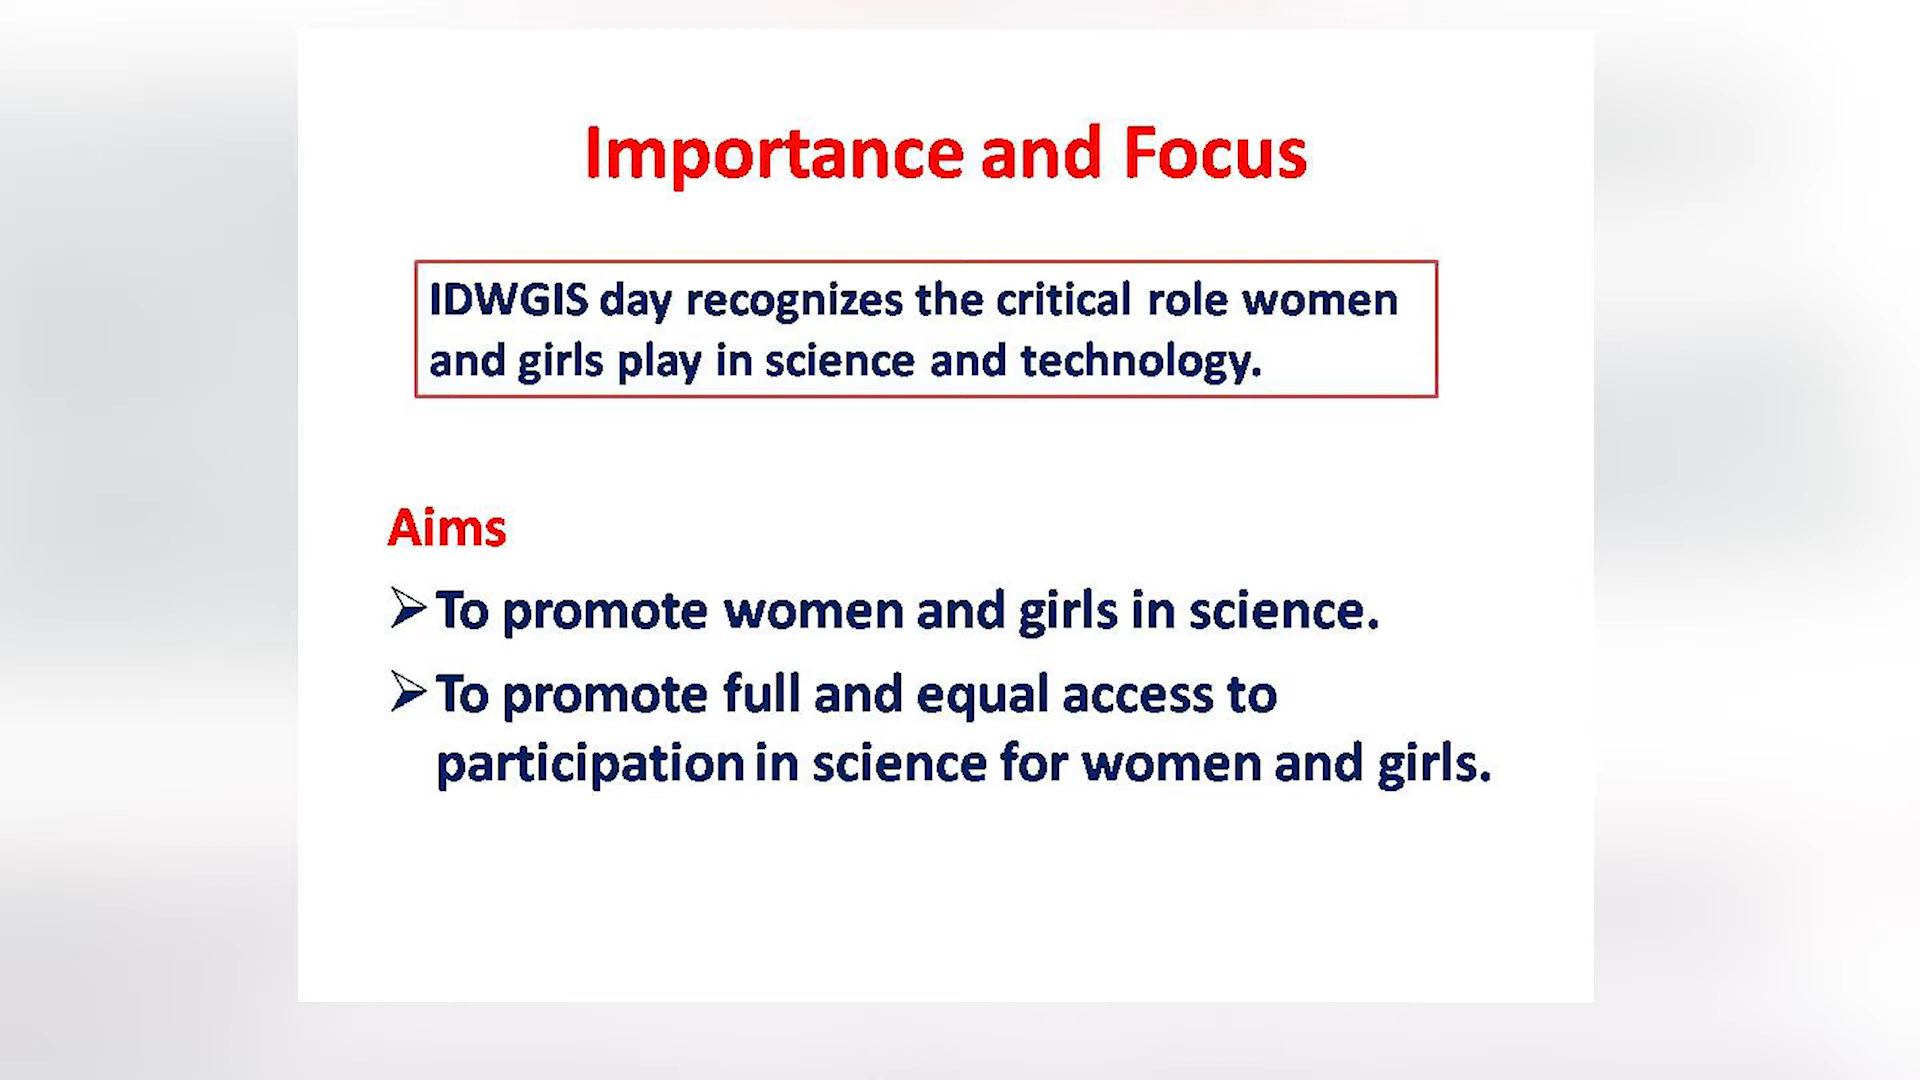 Importance and Focus
IDWGIS day recognizes the critical role women
and girls play in science and technology.
Aims
To promote women and girls in science.
To promote full and equal access to
participation in science for women and girls.